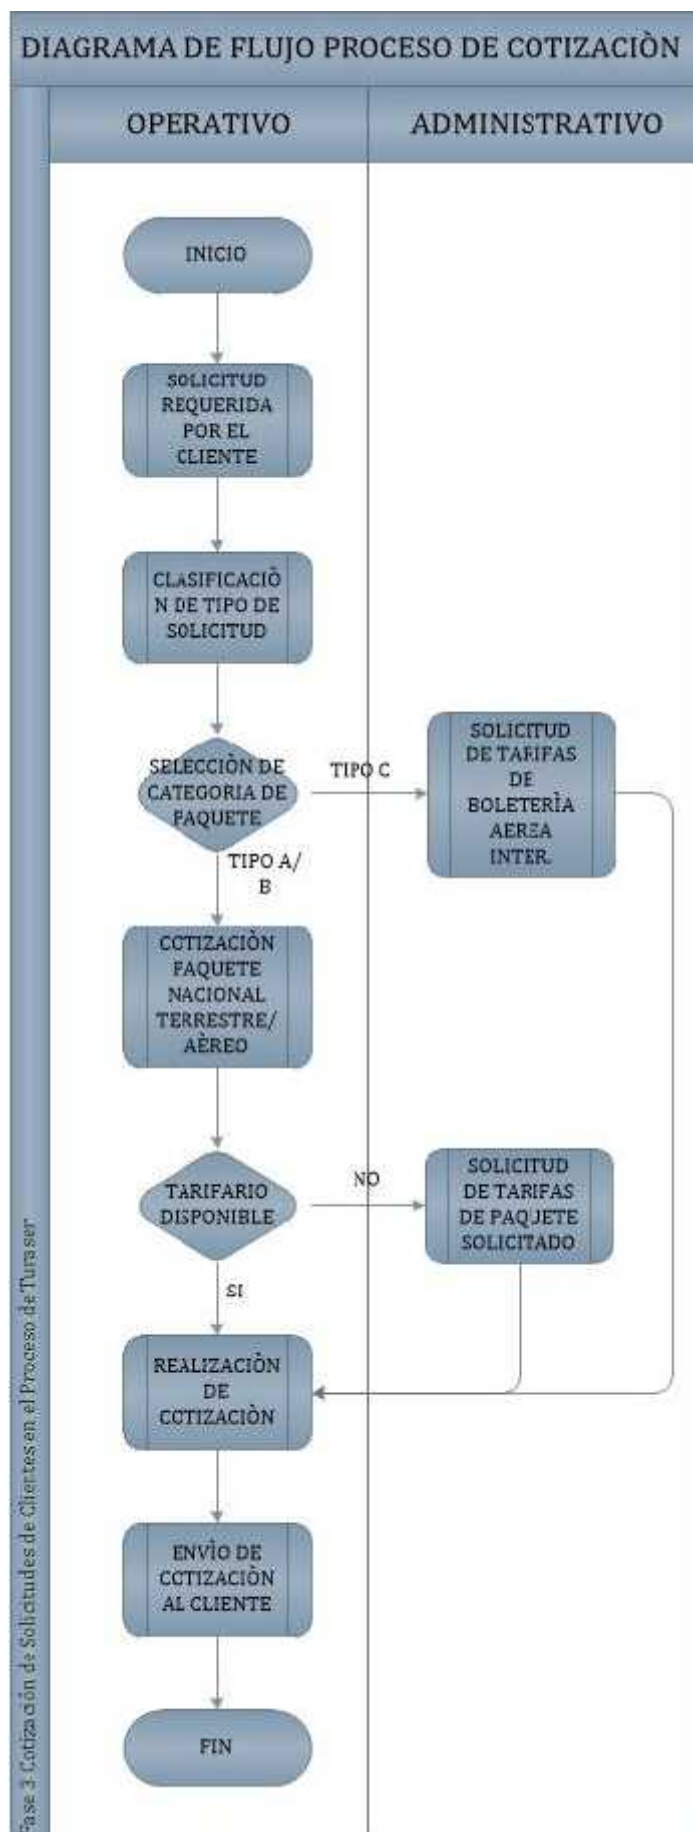 DIAGRAMA DE FLUJO PROCESO DE COTIZACIÒN
OPERATIVO
ADMINISTRATIVO
INICIO
SOLICITUD
REQUERIDA
POR EL
CLIENTE
CLASIFICACIÒ
N DE TIPO DE
SOLICITUD
SELECCIÒN DE
CATEGORIA DE
PAQUETE
TIPO C
SOLICITUD
DE TARIFAS
DE
BOLETERÌA
AEREA
INTER.
TIPO A/
B
COTIZACIÒN
PAQUETE
NACIONAL
TERRESTRE/
AÈREO
TARIFARIO
DISPONIBLE
NO
SOLICITUD
DE TARIFAS
DE PAQUETE
SOLICITADO
SI
REALIZACIÒN
DE
COTIZACIÒN
ENVÌO DE
COTIZACIÒN
AL CLIENTE
FIN
Fase 3 Cotización de Solicitudes de Clientes en el Proceso de Turaser